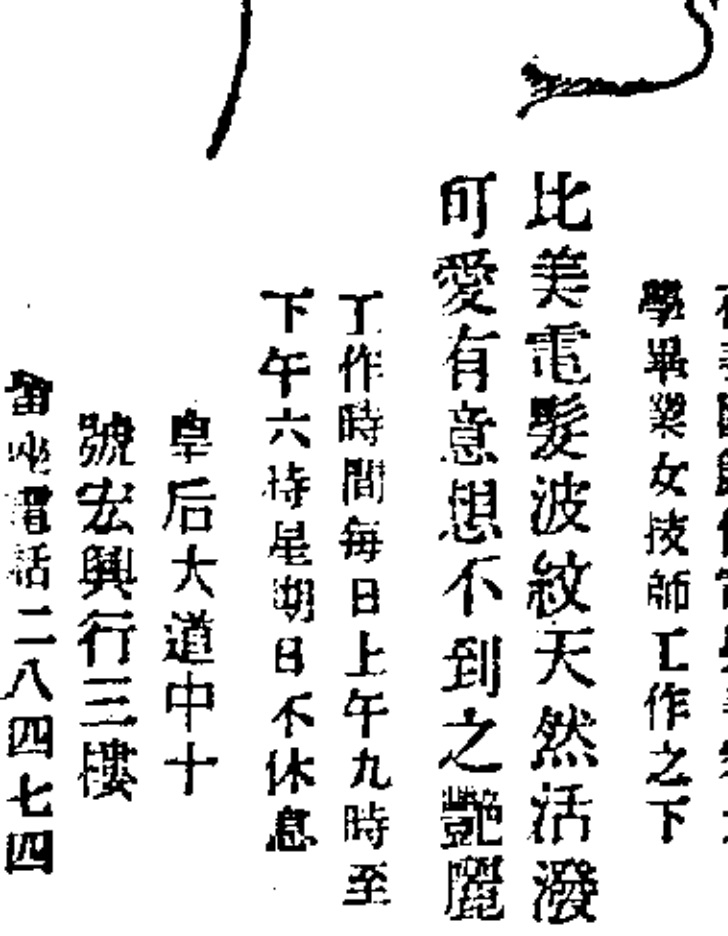 學畢業女技師工作之下
比美電髮波紋天然活潑
可愛有意想不到之艷麗
工作時間每日上午九時至
下午六時星期日不休息
皇后大道中十
號宏興行三樓
留座電話二八四七四